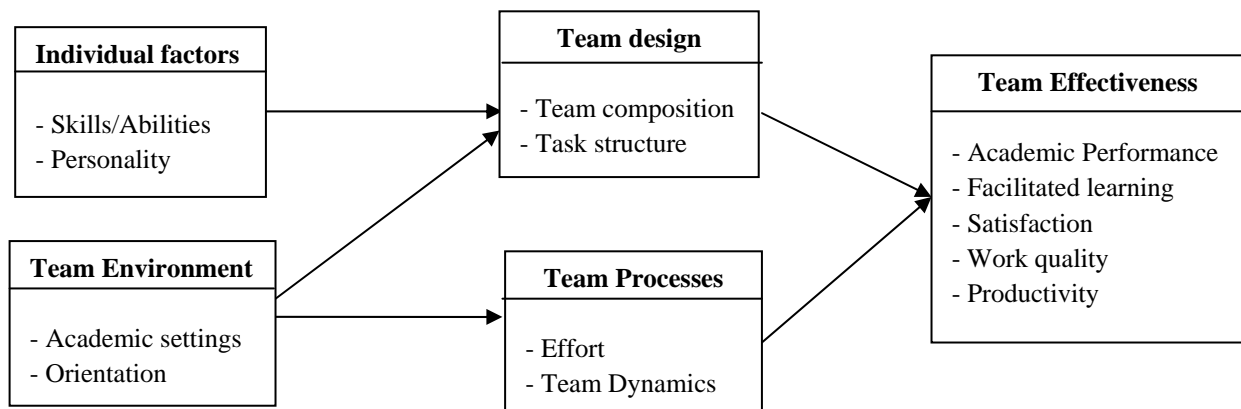 Individual factors
- Skills/Abilities
- Personality
Team Environment
- Academic settings
- Orientation
Team design
- Team composition
- Task structure
Team Processes
- Effort
- Team Dynamics
Team Effectiveness
- Academic Performance
- Facilitated learning
- Satisfaction
- Work quality
- Productivity